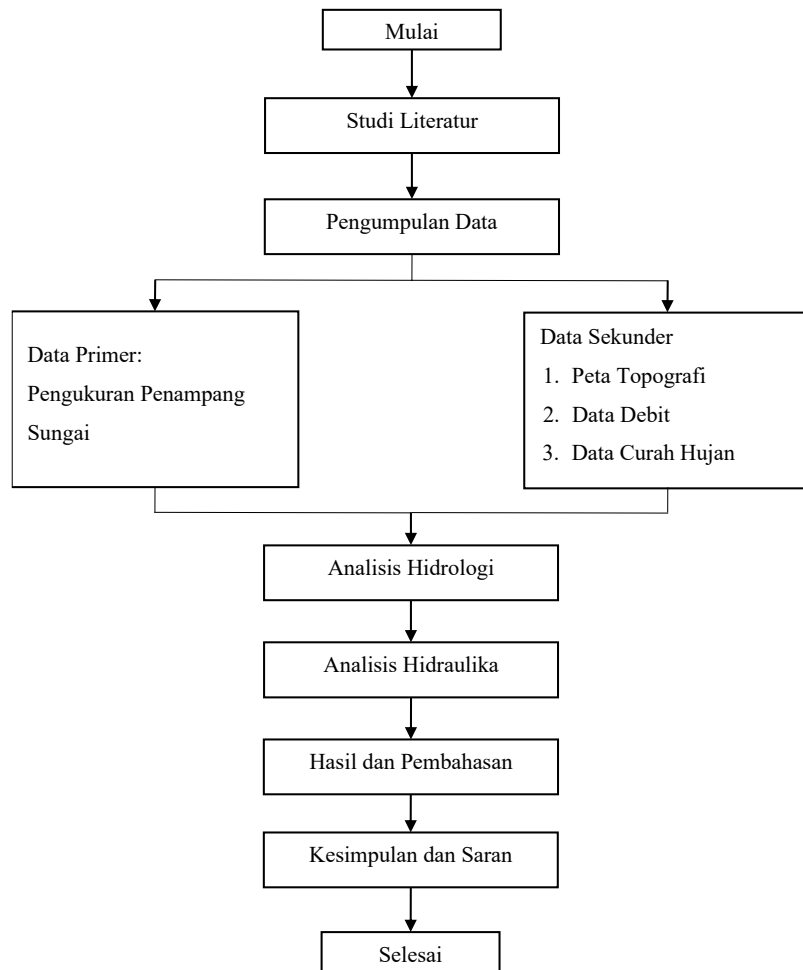 Mulai
Studi Literatur
Pengumpulan Data
Data Primer:
Pengukuran Penampang
Sungai
Data Sekunder
1. Peta Topografi
2. Data Debit
3. Data Curah Hujan
Analisis Hidrologi
Analisis Hidraulika
Hasil dan Pembahasan
Kesimpulan dan Saran
Selesai